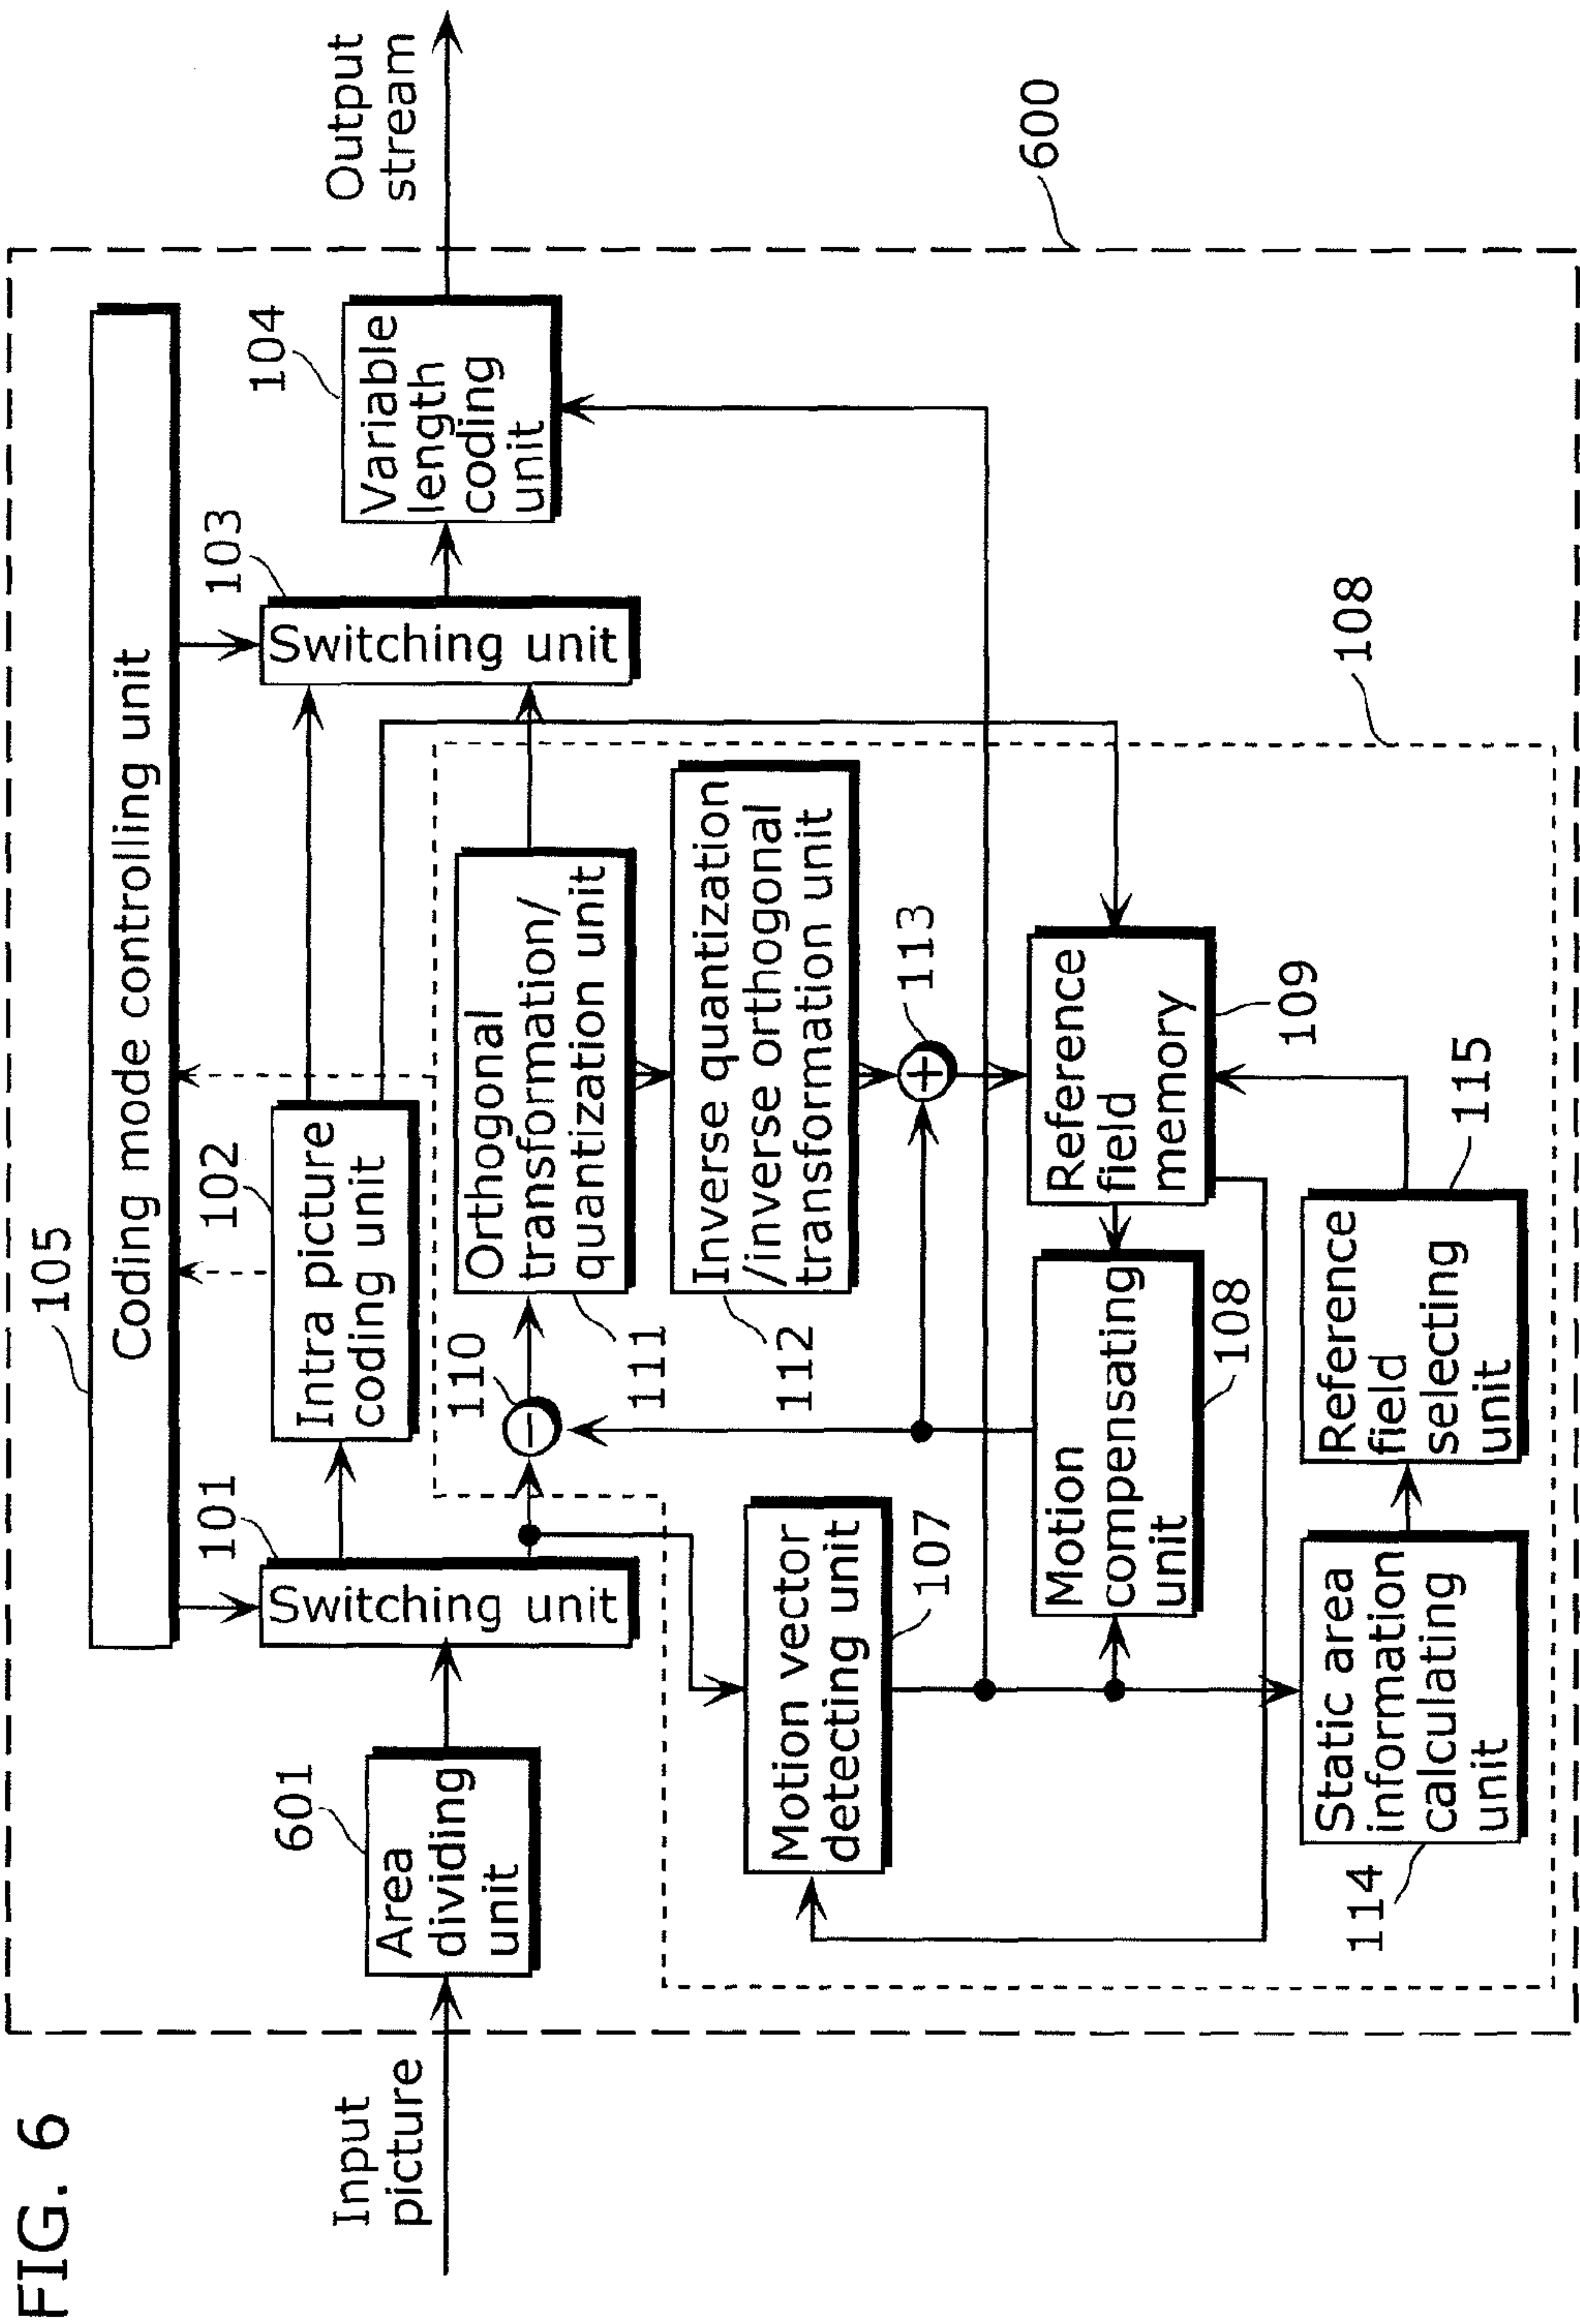 FIG. 6
105
Coding mode controlling unit
Input
picture
601
Area
dividing
unit
101
Switching unit
102
Intra picture
coding unit
103
Switching unit
104
Variable
length
coding
unit
Output
stream
110
−
111
Orthogonal
transformation/
quantization unit
112
Inverse quantization
/inverse orthogonal
transformation unit
113
+
Motion vector
detecting unit
107
Motion
compensating
unit
108
Reference
field
memory
109
114
Static area
information
calculating
unit
Reference
field
selecting
unit
115
108
600